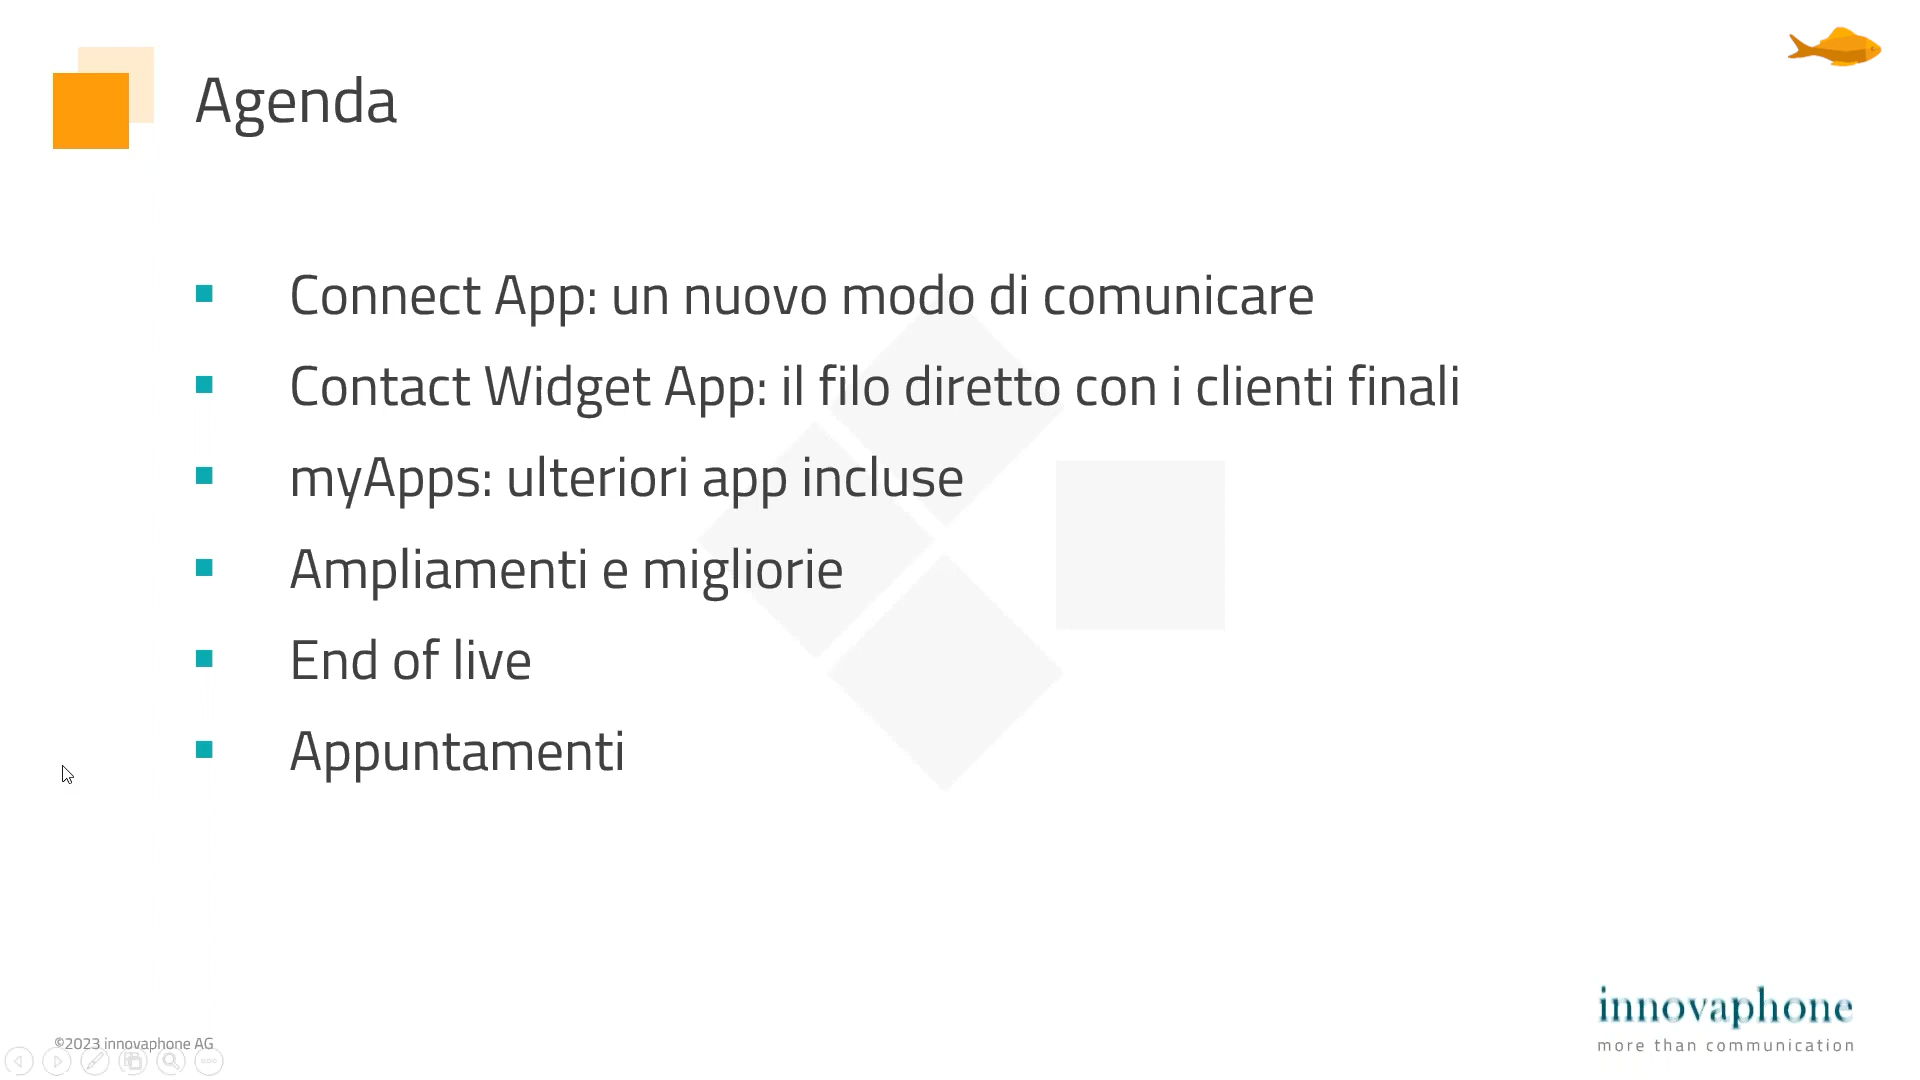 Agenda
Connect App: un nuovo modo di comunicare
Contact Widget App: il filo diretto con i clienti finali
myApps: ulteriori app incluse
Ampliamenti e migliorie
End of live
Appuntamenti
innovaphone
more than communication
©2023 innovaphone AG